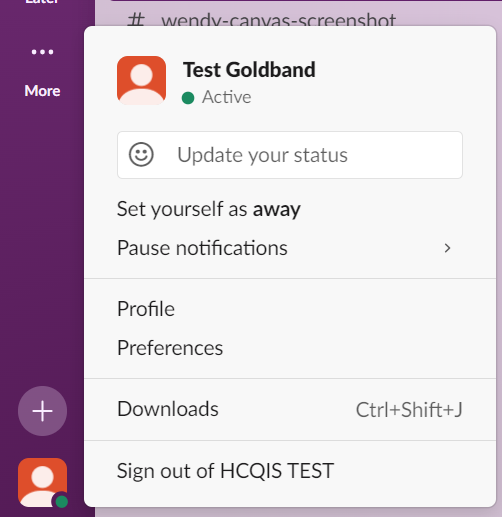 Later
# wendy-canvas-screenshot
More
Test Goldband
Active
Update your status
Set yourself as away
Pause notifications
Profile
Preferences
Downloads Ctrl+Shift+J
Sign out of HCQIS TEST